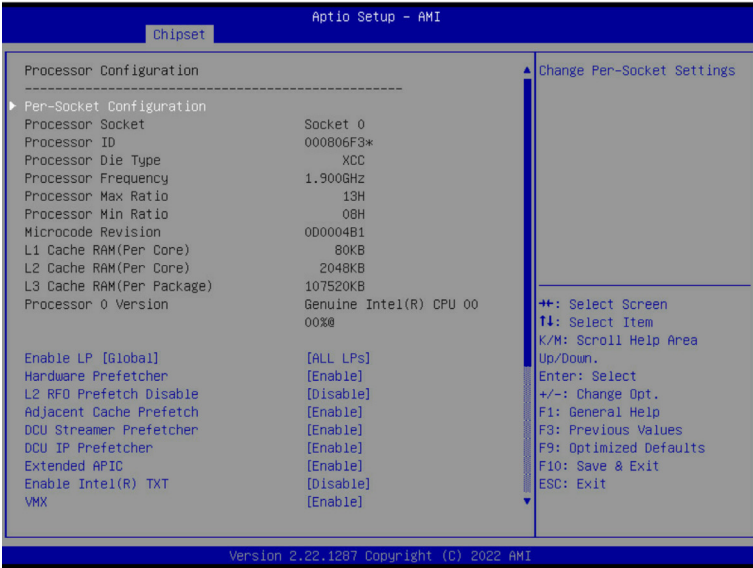 Aptio Setup – AMI
Chipset
Processor Configuration
--------------------------------------------------
Per-Socket Configuration
Processor Socket Socket 0
Processor ID 000806F3*
Processor Die Type XCC
Processor Frequency 1.900GHz
Processor Max Ratio 13H
Processor Min Ratio 08H
Microcode Revision 0D0004B1
L1 Cache RAM(Per Core) 80KB
L2 Cache RAM(Per Core) 2048KB
L3 Cache RAM(Per Package) 107520KB
Processor 0 Version Genuine Intel(R) CPU 00
00%@
Enable LP [Global] [ALL LPs]
Hardware Prefetcher [Enable]
L2 RFO Prefetch Disable [Disable]
Adjacent Cache Prefetch [Enable]
DCU Streamer Prefetcher [Enable]
DCU IP Prefetcher [Enable]
Extended APIC [Enable]
Enable Intel(R) TXT [Disable]
VMX [Enable]
Change Per-Socket Settings
→←: Select Screen
↑↓: Select Item
K/M: Scroll Help Area
Up/Down.
Enter: Select
+/-: Change Opt.
F1: General Help
F3: Previous Values
F9: Optimized Defaults
F10: Save & Exit
ESC: Exit
Version 2.22.1287 Copyright (C) 2022 AMI